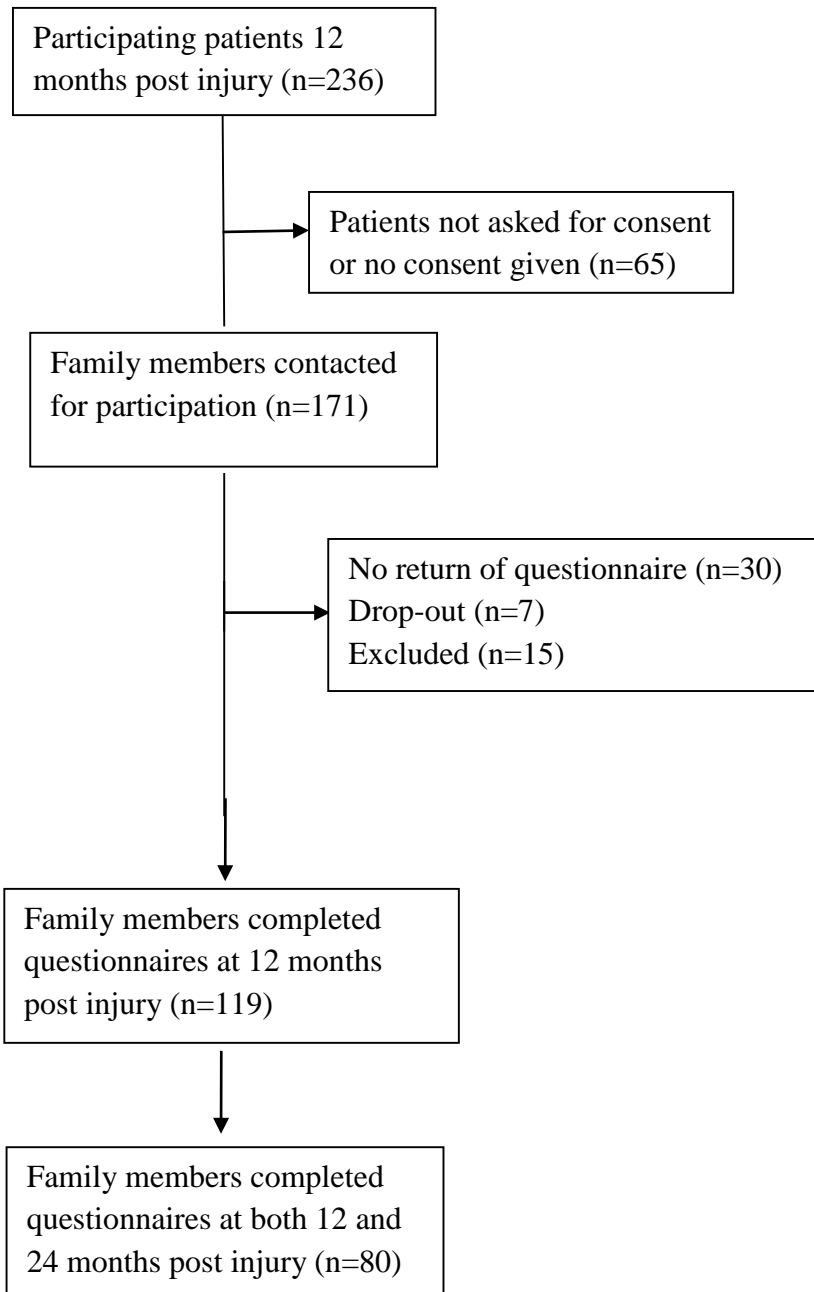 Participating patients 12
months post injury (n=236)
Patients not asked for consent
or no consent given (n=65)
Family members contacted
for participation (n=171)
No return of questionnaire (n=30)
Drop-out (n=7)
Excluded (n=15)
Family members completed
questionnaires at 12 months
post injury (n=119)
Family members completed
questionnaires at both 12 and
24 months post injury (n=80)